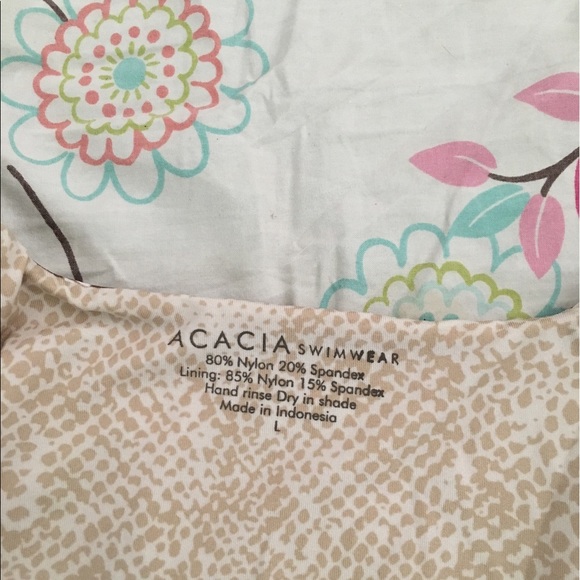 ACACIA SWIMWEAR
80% Nylon 20% Spandex
Lining: 85% Nylon 15% Spandex
Hand rinse Dry in shade
Made in Indonesia
L